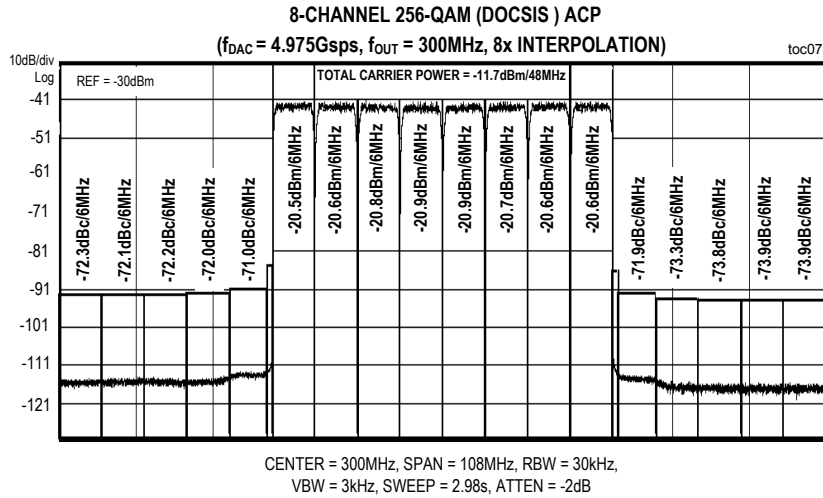 8-CHANNEL 256-QAM (DOCSIS ) ACP
(fDAC = 4.975Gsps, fOUT = 300MHz, 8x INTERPOLATION)
toc07
10dB/div
Log
REF = -30dBm
TOTAL CARRIER POWER = -11.7dBm/48MHz
-41
-51
-61
-71
-81
-91
-101
-111
-121
-72.3dBc/6MHz
-72.1dBc/6MHz
-72.2dBc/6MHz
-72.0dBc/6MHz
-71.0dBc/6MHz
-20.5dBm/6MHz
-20.6dBm/6MHz
-20.8dBm/6MHz
-20.9dBm/6MHz
-20.9dBm/6MHz
-20.7dBm/6MHz
-20.6dBm/6MHz
-20.6dBm/6MHz
-71.9dBc/6MHz
-73.3dBc/6MHz
-73.8dBc/6MHz
-73.9dBc/6MHz
-73.9dBc/6MHz
CENTER = 300MHz, SPAN = 108MHz, RBW = 30kHz,
VBW = 3kHz, SWEEP = 2.98s, ATTEN = -2dB